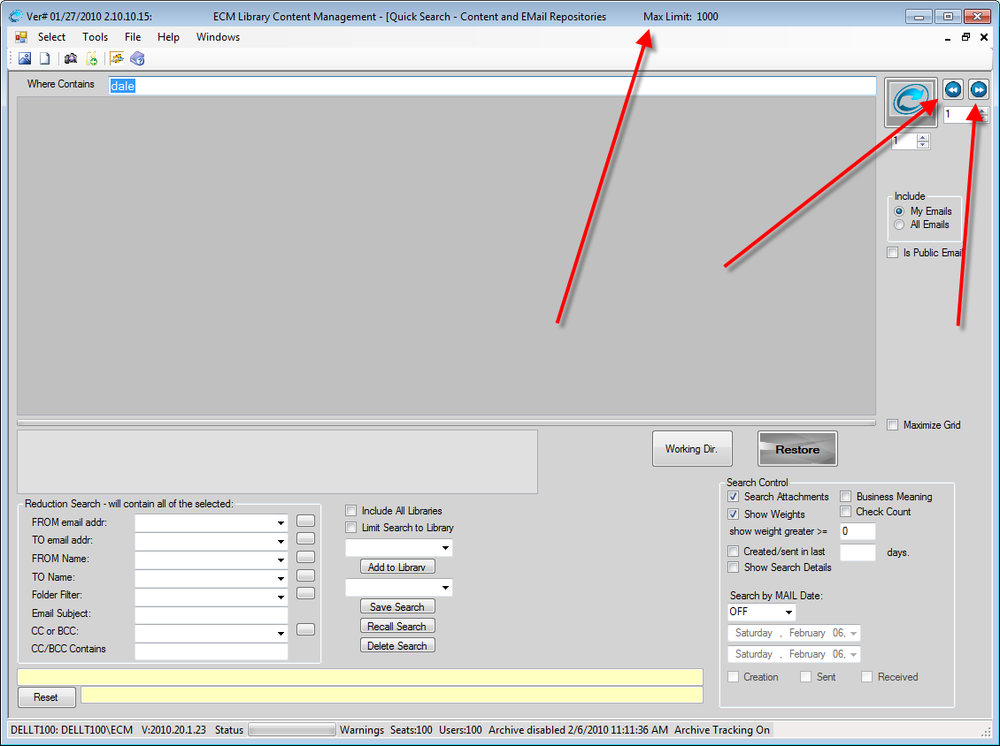 Ver# 01/27/2010 2.10.10.15: ECM Library Content Management - [Quick Search - Content and EMail Repositories Max Limit: 1000
Select Tools File Help Windows
Where Contains dale
1
1
Include
My Emails
All Emails
Is Public Email
Maximize Grid
Working Dir.
Restore
Reduction Search - will contain all of the selected:
FROM email addr:
TO email addr:
FROM Name:
TO Name:
Folder Filter:
Email Subject:
CC or BCC:
CC/BCC Contains
Include All Libraries
Limit Search to Library
Add to Library
Save Search
Recall Search
Delete Search
Search Control
Search Attachments Business Meaning
Show Weights Check Count
show weight greater >= 0
Created/sent in last days.
Show Search Details
Search by MAIL Date:
OFF
Saturday , February 06,
Saturday , February 06,
Creation Sent Received
Reset
DELLT100: DELLT100\ECM V:2010.20.1.23 Status Warnings Seats:100 Users:100 Archive disabled 2/6/2010 11:11:36 AM Archive Tracking On